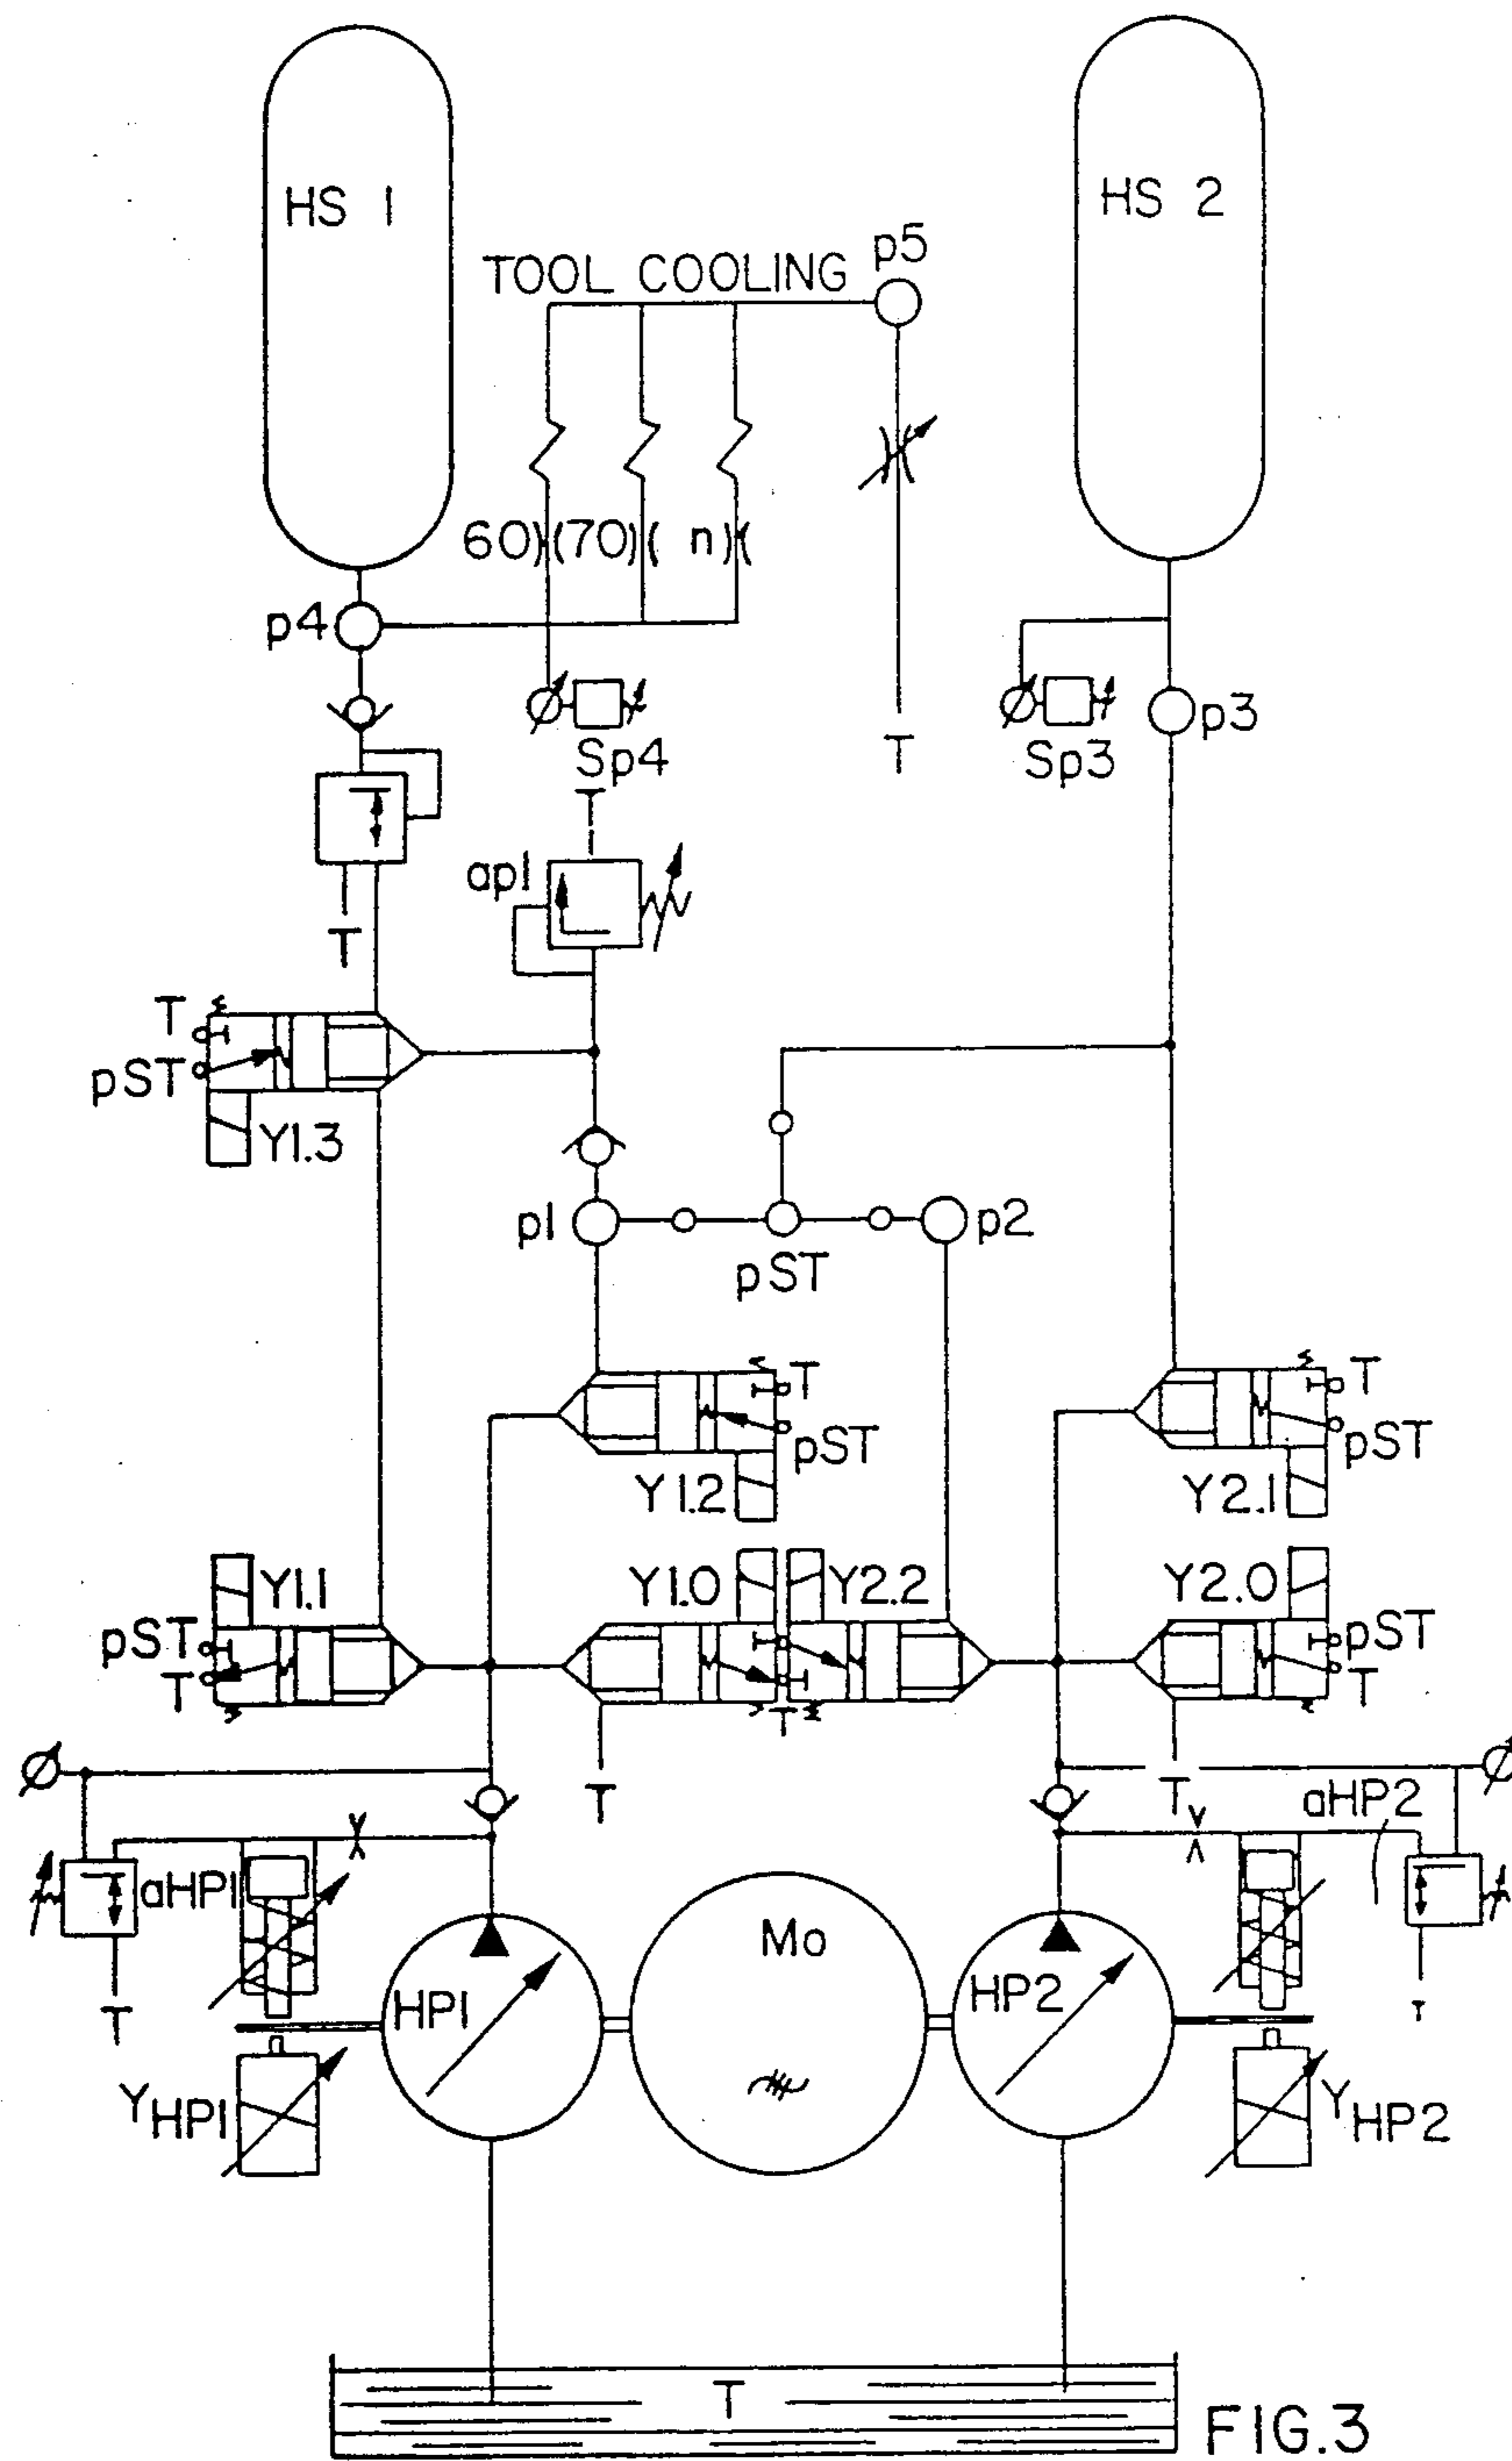 HS 1
HS 2
p5
TOOL COOLING
60)(70)( n)(
p4
p3
Sp4
T
Sp3
T
ap1
T
T
pST
Y1.3
p1
pST
p2
T
pST
Y1.2
T
pST
Y2.1
Y1.1
Y1.0
Y2.2
Y2.0
pST
T
pST
T
T
T
T
aHP2
aHP1
Mo
HP1
HP2
T
T
YHP1
YHP2
T
FIG.3